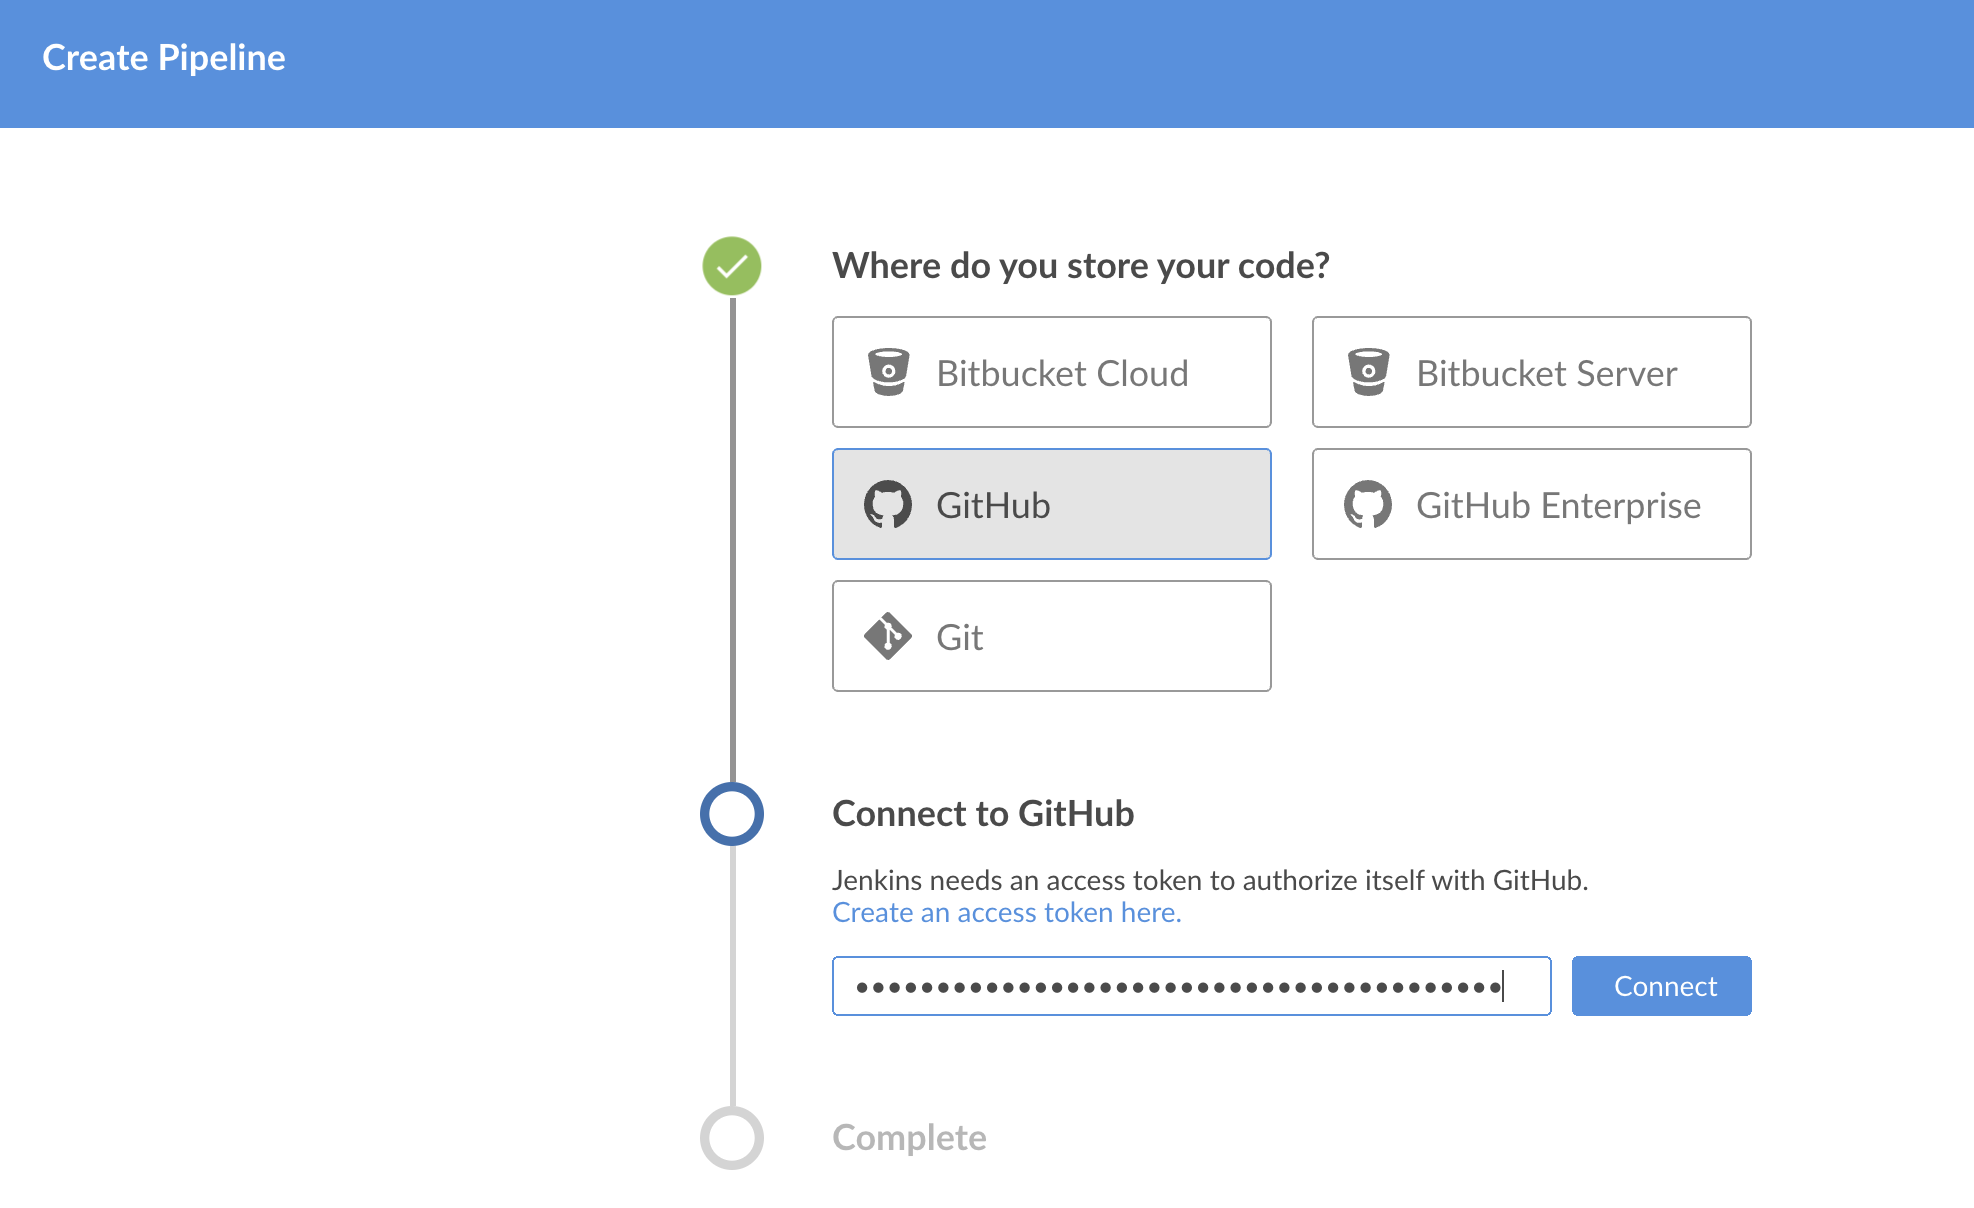 Create Pipeline
Where do you store your code?
Bitbucket Cloud
Bitbucket Server
GitHub
GitHub Enterprise
Git
Connect to GitHub
Jenkins needs an access token to authorize itself with GitHub.
Create an access token here.
••••••••••••••••••••••••••••••••••••••••
Connect
Complete